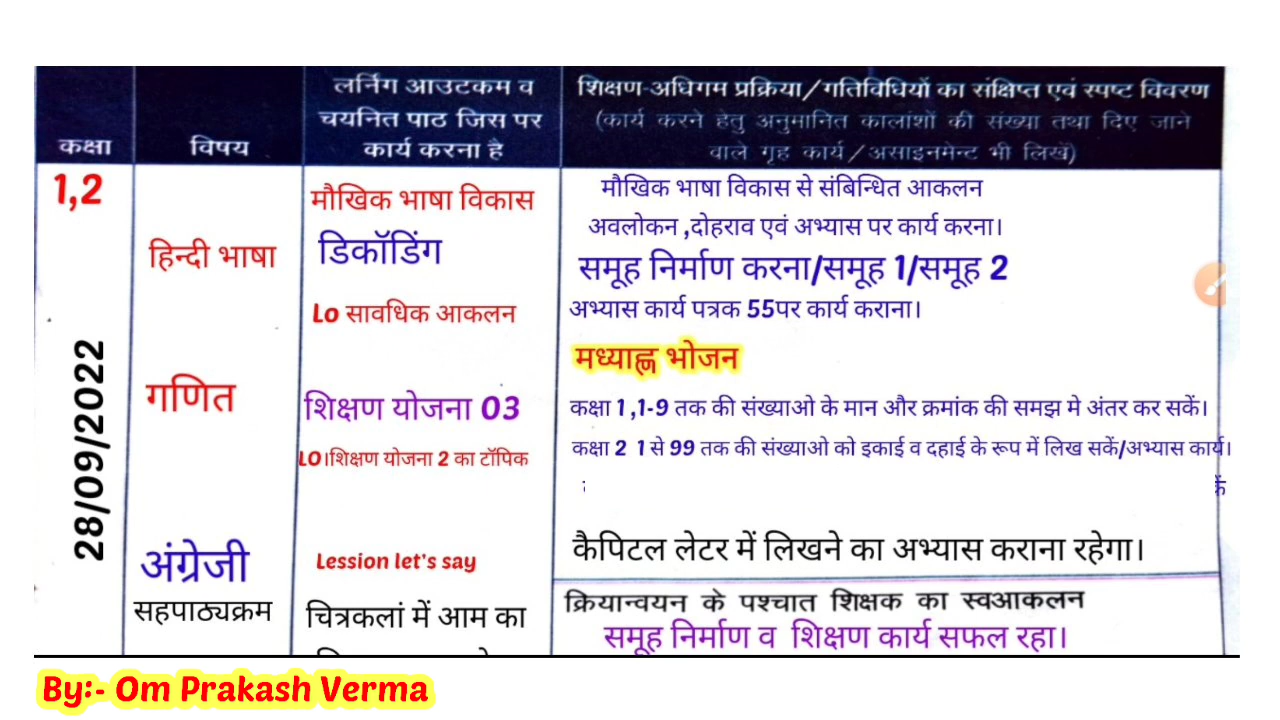 लर्निंग आउटकम व
चयनित पाठ जिस पर
कार्य करना है
कक्षा
विषय
शिक्षण-अधिगम प्रक्रिया/गतिविधियों का संक्षिप्त एवं स्पष्ट विवरण
(कार्य करने हेतु अनुमानित कालांशों की संख्या तथा दिए जाने
वाले गृह कार्य/असाइनमेन्ट भी लिखें)
1,2
28/09/2022
हिन्दी भाषा
मौखिक भाषा विकास
डिकॉडिंग
Lo सावधिक आकलन
मौखिक भाषा विकास से संबिन्धित आकलन
अवलोकन ,दोहराव एवं अभ्यास पर कार्य करना।
समूह निर्माण करना/समूह 1/समूह 2
अभ्यास कार्य पत्रक 55पर कार्य कराना।
मध्याह्ण भोजन
गणित
शिक्षण योजना 03
LO।शिक्षण योजना 2 का टॉपिक
कक्षा 1 ,1-9 तक की संख्याओ के मान और क्रमांक की समझ मे अंतर कर सकें।
कक्षा 2 1 से 99 तक की संख्याओ को इकाई व दहाई के रूप में लिख सकें/अभ्यास कार्य।
अंग्रेजी
Lession let's say
कैपिटल लेटर में लिखने का अभ्यास कराना रहेगा।
सहपाठ्यक्रम
चित्रकलां में आम का
क्रियान्वयन के पश्चात शिक्षक का स्वआकलन
समूह निर्माण व शिक्षण कार्य सफल रहा।
By:- Om Prakash Verma